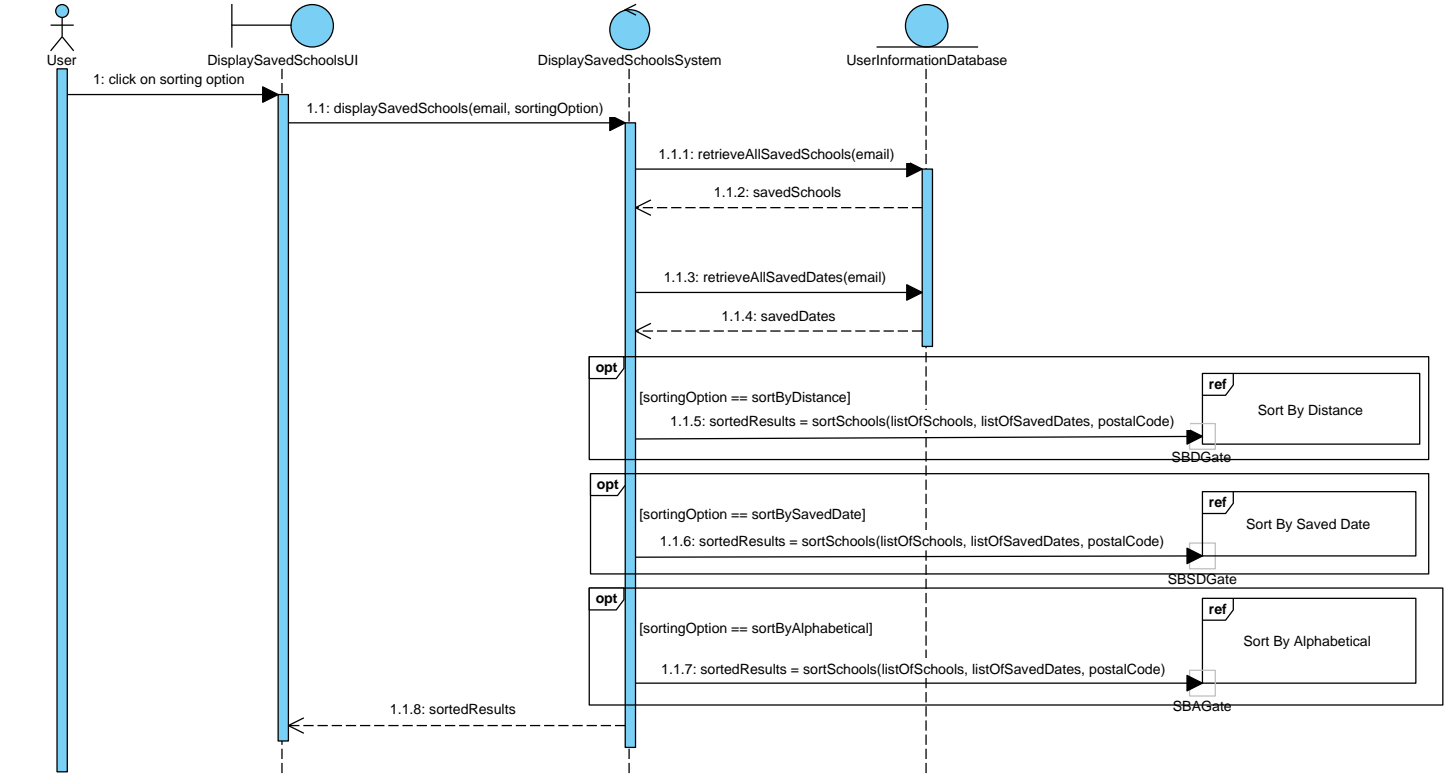 User
DisplaySavedSchoolsUI
DisplaySavedSchoolsSystem
UserInformationDatabase
1: click on sorting option
1.1: displaySavedSchools(email, sortingOption)
1.1.1: retrieveAllSavedSchools(email)
1.1.2: savedSchools
1.1.3: retrieveAllSavedDates(email)
1.1.4: savedDates
opt
[sortingOption == sortByDistance]
ref
Sort By Distance
1.1.5: sortedResults = sortSchools(listOfSchools, listOfSavedDates, postalCode)
SBDGate
opt
[sortingOption == sortBySavedDate]
ref
Sort By Saved Date
1.1.6: sortedResults = sortSchools(listOfSchools, listOfSavedDates, postalCode)
SBSDGate
opt
[sortingOption == sortByAlphabetical]
ref
Sort By Alphabetical
1.1.7: sortedResults = sortSchools(listOfSchools, listOfSavedDates, postalCode)
SBAGate
1.1.8: sortedResults